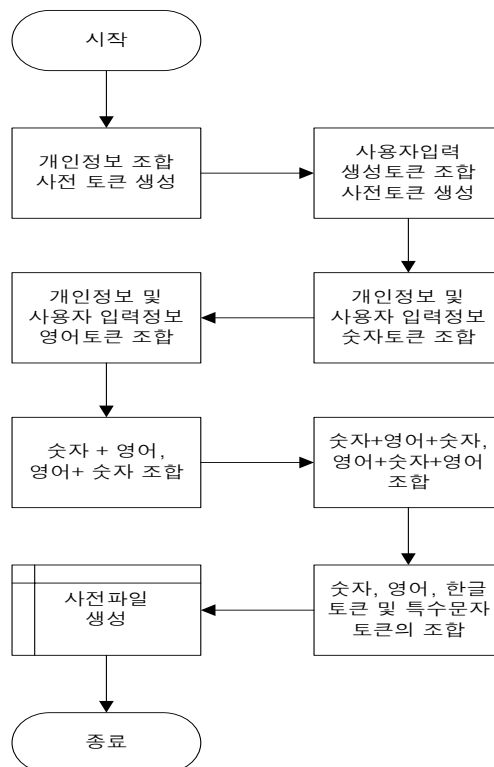 시작
개인정보 조합
사전 토큰 생성
사용자입력
생성토큰 조합
사전토큰 생성
개인정보 및
사용자 입력정보
숫자토큰 조합
개인정보 및
사용자 입력정보
영어토큰 조합
숫자 + 영어,
영어+ 숫자 조합
숫자+영어+숫자,
영어+숫자+영어
조합
숫자, 영어, 한글
토큰 및 특수문자
토큰의 조합
사전파일
생성
종료